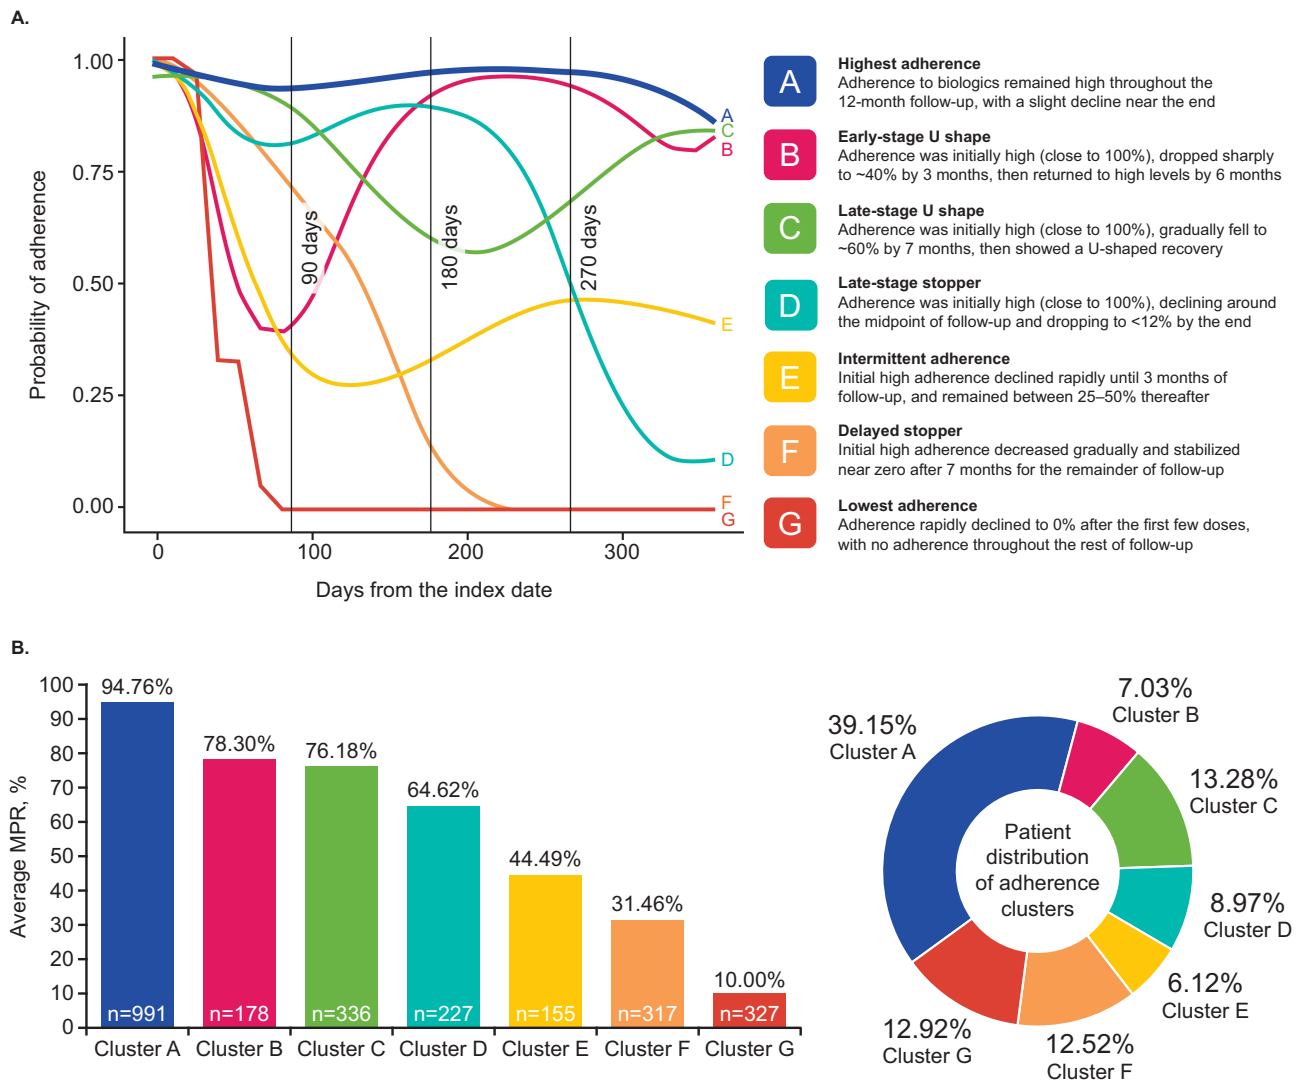 A.
Probability of adherence
1.00
0.75
0.50
0.25
0.00
0
100
200
300
Days from the index date
90 days
180 days
270 days
A
C
B
E
D
F
G
A
Highest adherence
Adherence to biologics remained high throughout the
12-month follow-up, with a slight decline near the end
B
Early-stage U shape
Adherence was initially high (close to 100%), dropped sharply
to ~40% by 3 months, then returned to high levels by 6 months
C
Late-stage U shape
Adherence was initially high (close to 100%), gradually fell to
~60% by 7 months, then showed a U-shaped recovery
D
Late-stage stopper
Adherence was initially high (close to 100%), declining around
the midpoint of follow-up and dropping to <12% by the end
E
Intermittent adherence
Initial high adherence declined rapidly until 3 months of
follow-up, and remained between 25–50% thereafter
F
Delayed stopper
Initial high adherence decreased gradually and stabilized
near zero after 7 months for the remainder of follow-up
G
Lowest adherence
Adherence rapidly declined to 0% after the first few doses,
with no adherence throughout the rest of follow-up
B.
Average MPR, %
100
90
80
70
60
50
40
30
20
10
0
94.76%
78.30%
76.18%
64.62%
44.49%
31.46%
10.00%
n=991
n=178
n=336
n=227
n=155
n=317
n=327
Cluster A
Cluster B
Cluster C
Cluster D
Cluster E
Cluster F
Cluster G
39.15%
Cluster A
7.03%
Cluster B
13.28%
Cluster C
8.97%
Cluster D
6.12%
Cluster E
12.52%
Cluster F
12.92%
Cluster G
Patient
distribution
of adherence
clusters